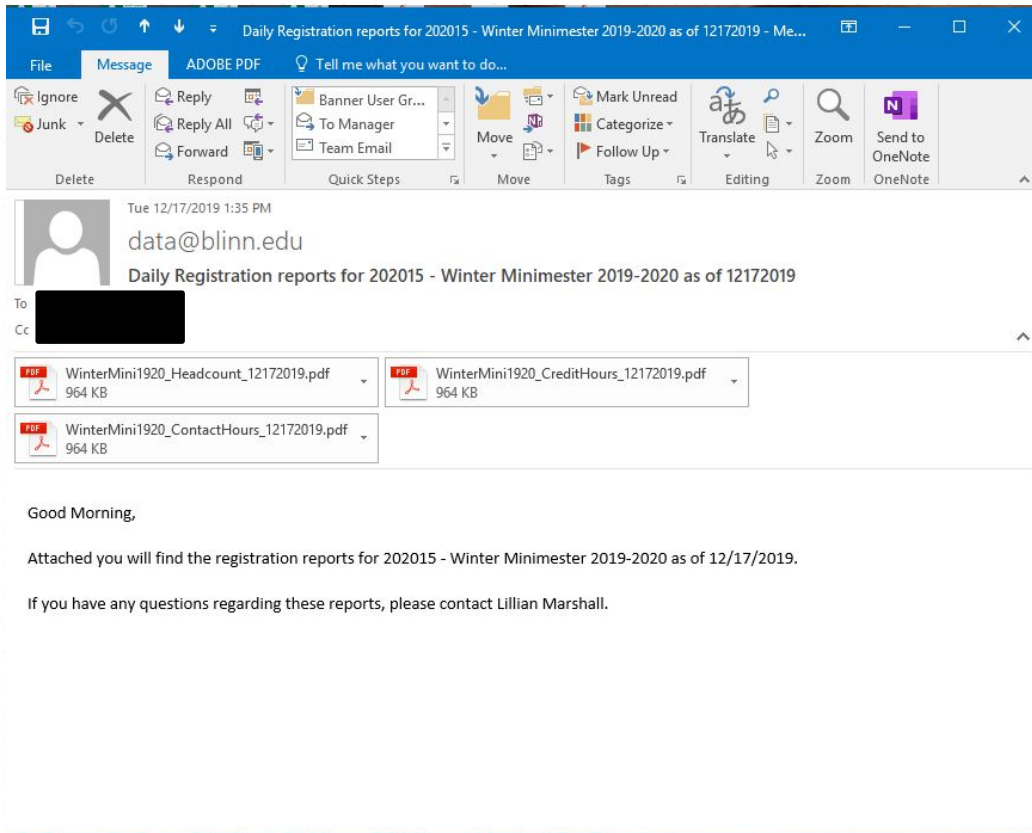 Daily Registration reports for 202015 - Winter Minimester 2019-2020 as of 12172019 - Me...
File Message ADOBE PDF Tell me what you want to do...
Ignore
Junk
Delete
Reply
Reply All
Forward
Banner User Gr...
To Manager
Team Email
Move
Mark Unread
Categorize
Follow Up
Translate
Zoom
Send to
OneNote
Delete Respond Quick Steps Move Tags Editing Zoom OneNote
Tue 12/17/2019 1:35 PM
data@blinn.edu
Daily Registration reports for 202015 - Winter Minimester 2019-2020 as of 12172019
To
Cc
PDF WinterMini1920_Headcount_12172019.pdf
964 KB
PDF WinterMini1920_CreditHours_12172019.pdf
964 KB
PDF WinterMini1920_ContactHours_12172019.pdf
964 KB
Good Morning,
Attached you will find the registration reports for 202015 - Winter Minimester 2019-2020 as of 12/17/2019.
If you have any questions regarding these reports, please contact Lillian Marshall.